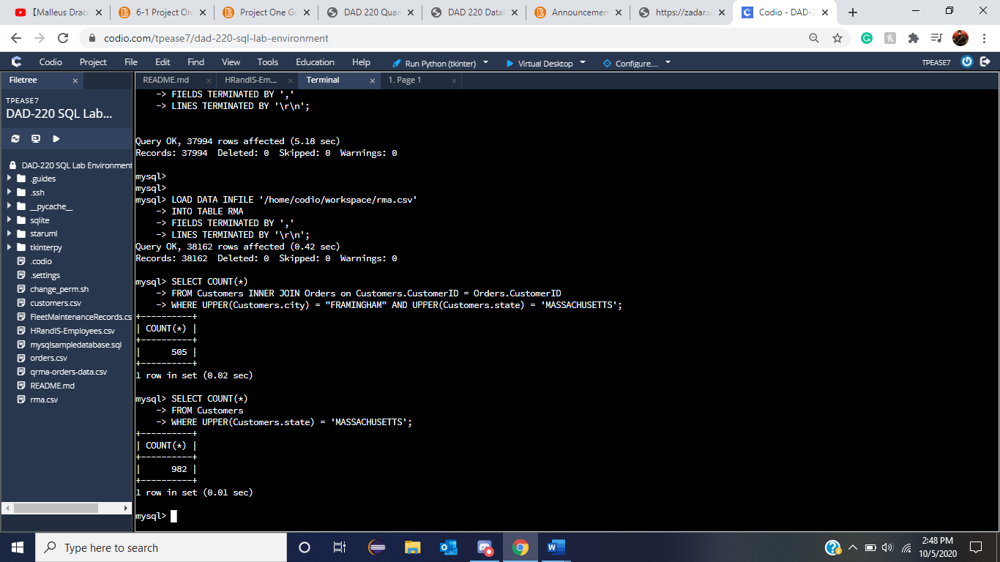 【Malleus Draco
6-1 Project On
Project One Gu
DAD 220 Quan
DAD 220 Datab
Announcemen
https://zadar.u
Codio - DAD-2
codio.com/tpease7/dad-220-sql-lab-environment
Codio Project File Edit Find View Tools Education Help Run Python (tkinter) Virtual Desktop Configure.... TPEASE7
Filetree
README.md HRandIS-Em... Terminal 1. Page 1
TPEASE7
DAD-220 SQL Lab...
DAD-220 SQL Lab Environment
.guides
.ssh
__pycache__
sqlite
staruml
tkinterpy
.codio
.settings
change_perm.sh
customers.csv
FleetMaintenanceRecords.cs
HRandIS-Employees.csv
mysqlsampledatabase.sql
orders.csv
qrma-orders-data.csv
README.md
rma.csv
-> FIELDS TERMINATED BY ','
-> LINES TERMINATED BY '\r\n';
Query OK, 37994 rows affected (5.18 sec)
Records: 37994 Deleted: 0 Skipped: 0 Warnings: 0
mysql>
mysql>
mysql> LOAD DATA INFILE '/home/codio/workspace/rma.csv'
-> INTO TABLE RMA
-> FIELDS TERMINATED BY ','
-> LINES TERMINATED BY '\r\n';
Query OK, 38162 rows affected (0.42 sec)
Records: 38162 Deleted: 0 Skipped: 0 Warnings: 0
mysql> SELECT COUNT(*)
-> FROM Customers INNER JOIN Orders on Customers.CustomerID = Orders.CustomerID
-> WHERE UPPER(Customers.city) = "FRAMINGHAM" AND UPPER(Customers.state) = 'MASSACHUSETTS';
+----------+
| COUNT(*) |
+----------+
| 505 |
+----------+
1 row in set (0.02 sec)
mysql> SELECT COUNT(*)
-> FROM Customers
-> WHERE UPPER(Customers.state) = 'MASSACHUSETTS';
+----------+
| COUNT(*) |
+----------+
| 982 |
+----------+
1 row in set (0.01 sec)
mysql>
Type here to search
2:48 PM
10/5/2020